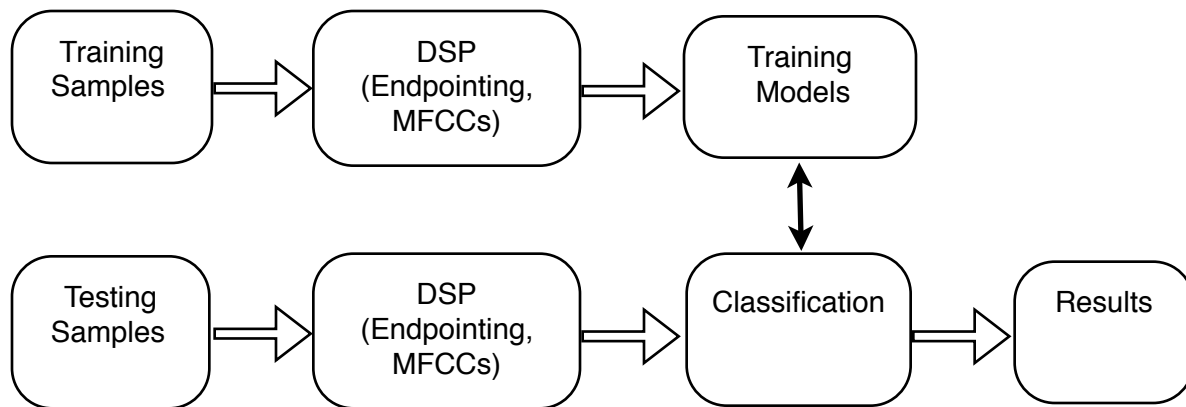 Training
Samples
DSP
(Endpointing,
MFCCs)
Training
Models
Testing
Samples
DSP
(Endpointing,
MFCCs)
Classification
Results